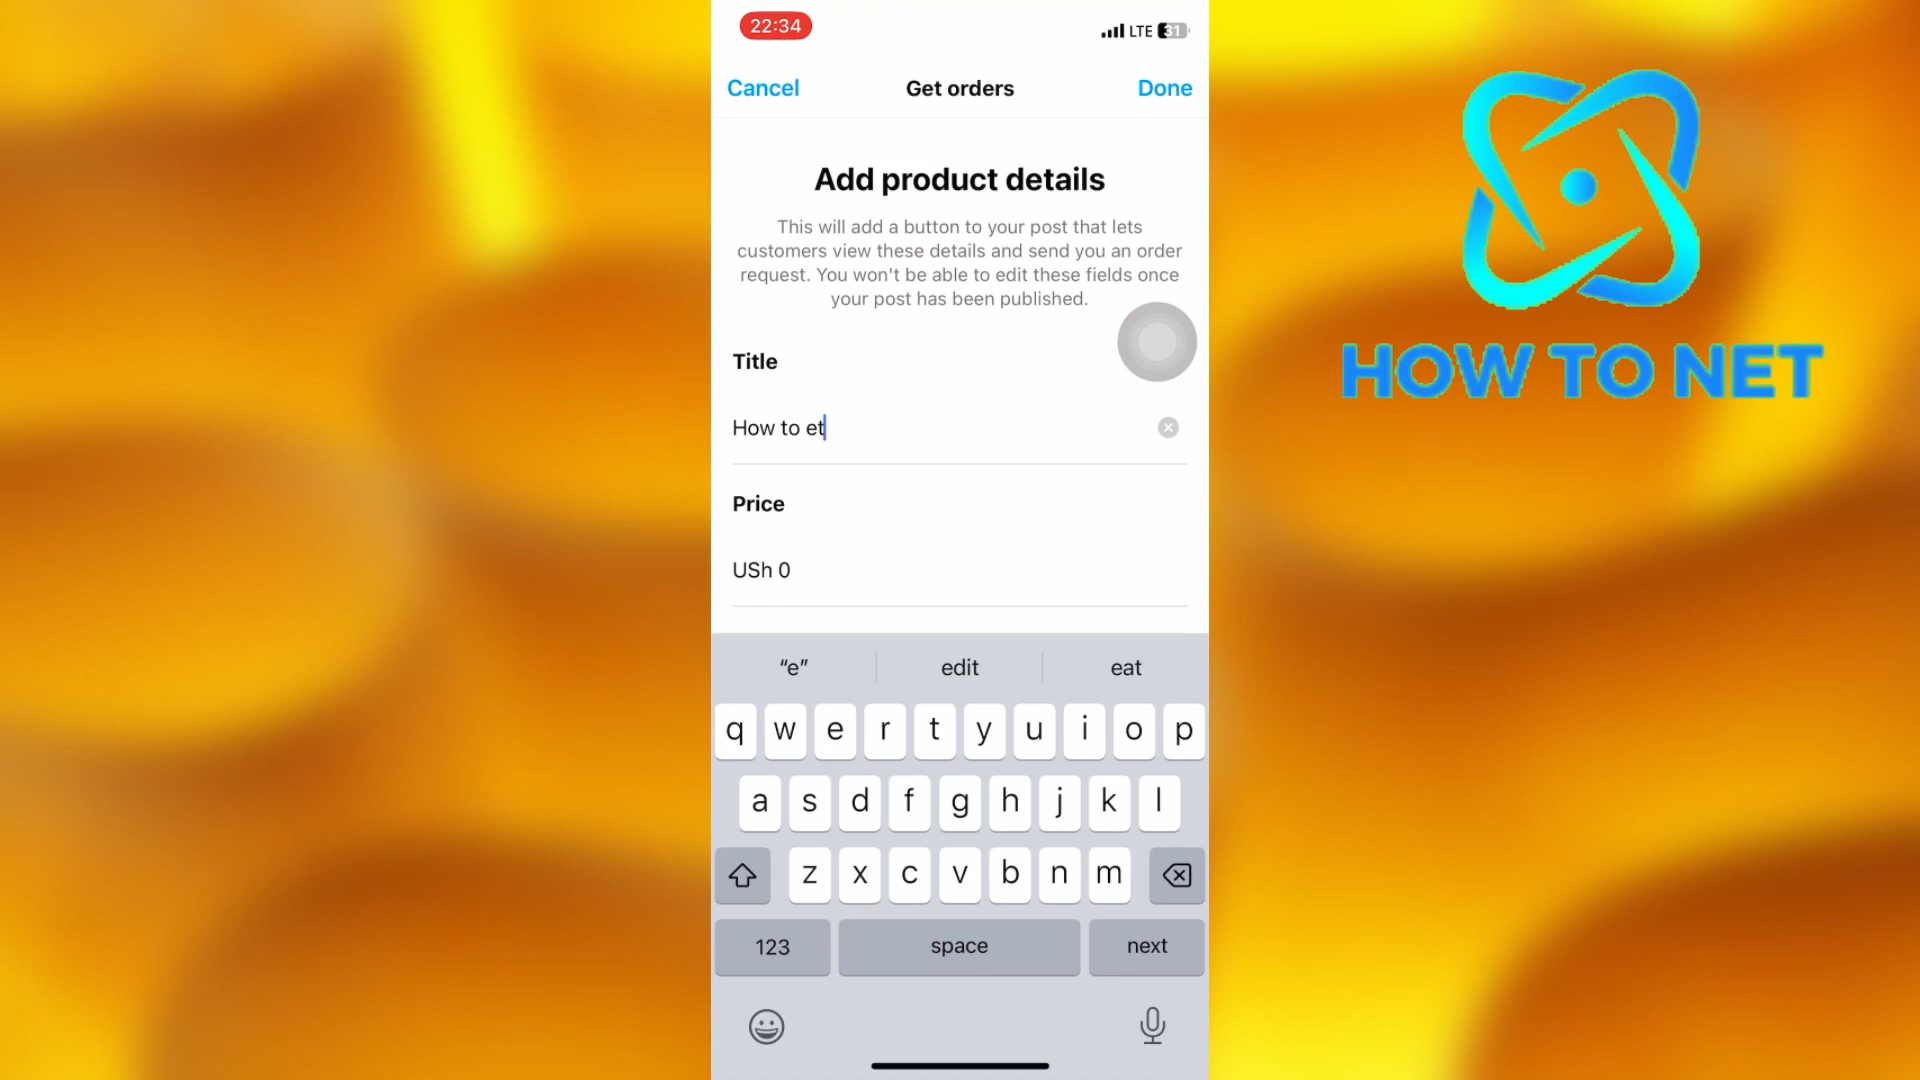 22:34
LTE 31
Cancel Get orders Done
Add product details
This will add a button to your post that lets
customers view these details and send you an order
request. You won't be able to edit these fields once
your post has been published.
Title
How to et
Price
USh 0
“e” edit eat
q w e r t y u i o p
a s d f g h j k l
z x c v b n m
123 space next
HOW TO NET